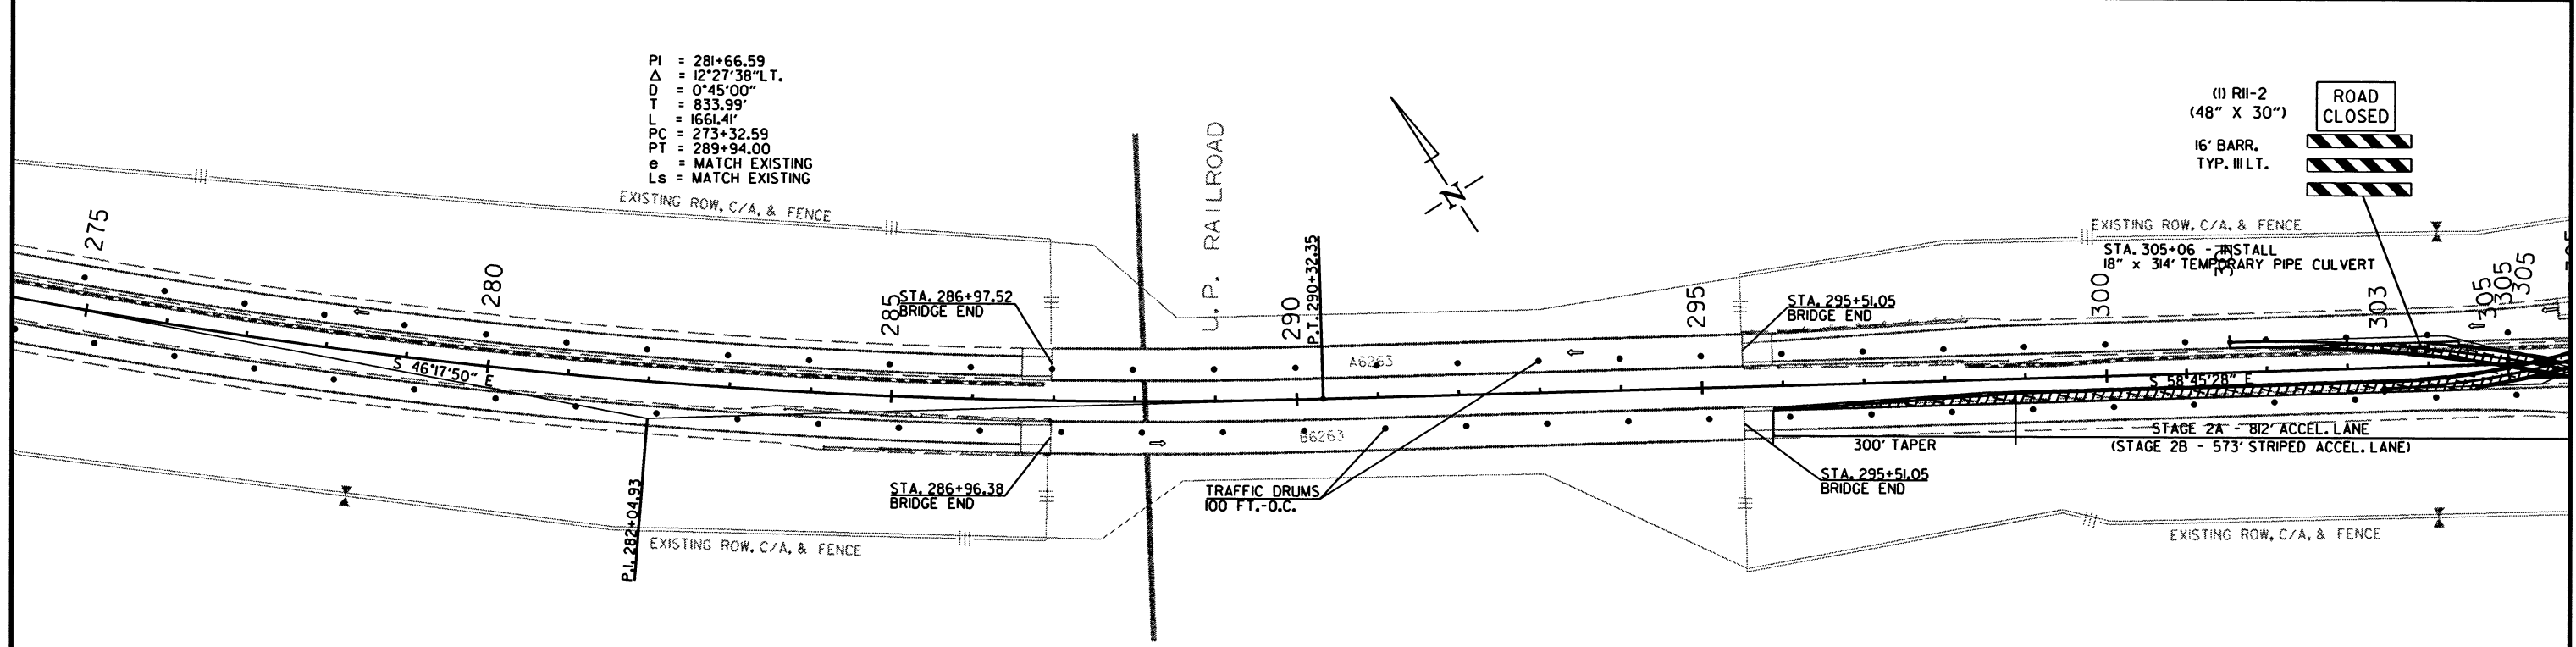 PI = 281+66.59
Δ = 12°27'38" LT.
D = 0°45'00"
T = 833.99'
L = 1661.41'
PC = 273+32.59
PT = 289+94.00
e = MATCH EXISTING
Ls = MATCH EXISTING
EXISTING ROW, C/A, & FENCE
U.P. RAILROAD
N
(1) R11-2
(48" X 30")
ROAD
CLOSED
16' BARR.
TYP. III LT.
EXISTING ROW, C/A, & FENCE
STA. 305+06 - INSTALL
18" x 314' TEMPORARY PIPE CULVERT
275
280
285
290
295
300
303
305
305
305
STA. 286+97.52
BRIDGE END
P.T. 290+32.35
STA. 295+51.05
BRIDGE END
S 46°17'50" E
A6263
S 58°45'28" E
B6263
300' TAPER
STAGE 2A - 812' ACCEL. LANE
(STAGE 2B - 573' STRIPED ACCEL. LANE)
STA. 286+96.38
BRIDGE END
TRAFFIC DRUMS
100 FT.-O.C.
STA. 295+51.05
BRIDGE END
P.I. 282+04.93
EXISTING ROW, C/A, & FENCE
EXISTING ROW, C/A, & FENCE